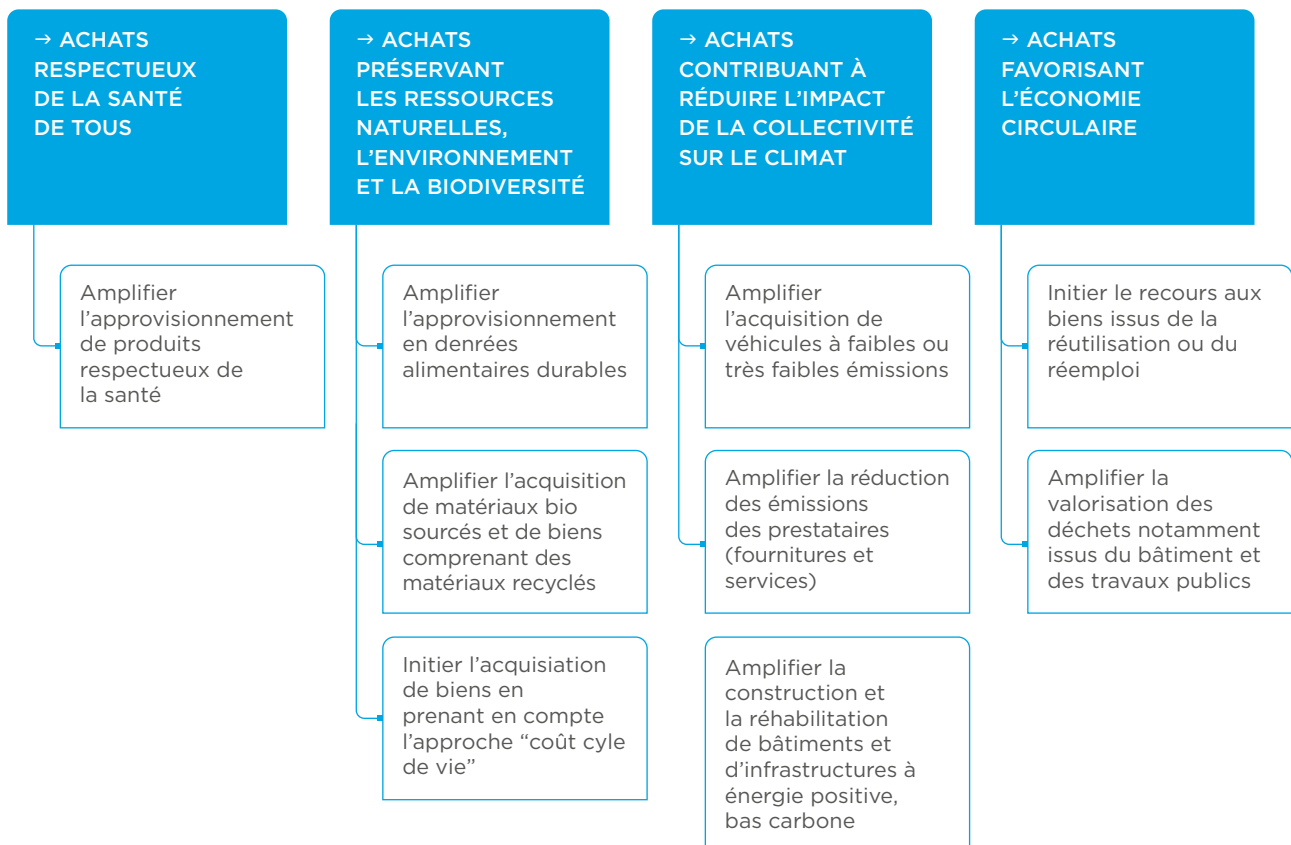 → ACHATS
RESPECTUEUX
DE LA SANTÉ
DE TOUS
Amplifier
l’approvisionnement
de produits
respectueux de
la santé
→ ACHATS
PRÉSERVANT
LES RESSOURCES
NATURELLES,
L’ENVIRONNEMENT
ET LA BIODIVERSITÉ
Amplifier
l’approvisionnement
en denrées
alimentaires durables
Amplifier l’acquisition
de matériaux bio
sourcés et de biens
comprenant des
matériaux recyclés
Initier l’acquisiation
de biens en
prenant en compte
l’approche “coût cyle
de vie”
→ ACHATS
CONTRIBUANT À
RÉDUIRE L’IMPACT
DE LA COLLECTIVITÉ
SUR LE CLIMAT
Amplifier
l’acquisition de
véhicules à faibles ou
très faibles émissions
Amplifier la réduction
des émissions
des prestataires
(fournitures et
services)
Amplifier la
construction et
la réhabilitation
de bâtiments et
d’infrastructures à
énergie positive,
bas carbone
→ ACHATS
FAVORISANT
L’ÉCONOMIE
CIRCULAIRE
Initier le recours aux
biens issus de la
réutilisation ou du
réemploi
Amplifier la
valorisation des
déchets notamment
issus du bâtiment et
des travaux publics